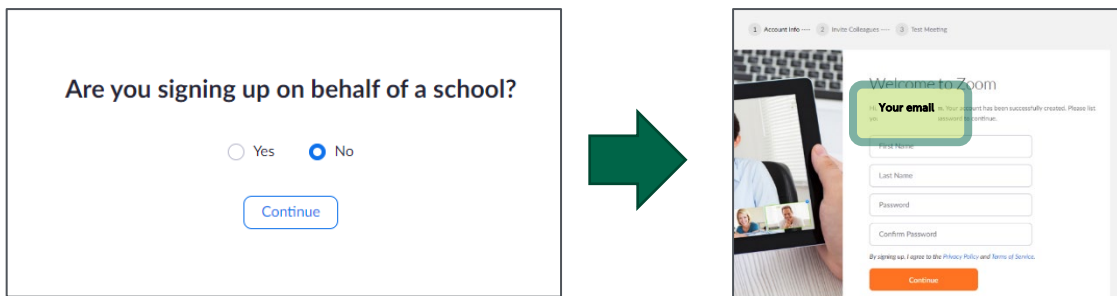 Are you signing up on behalf of a school?
Yes No
Continue
1 Account Info --- 2 Invite Colleagues --- 3 Test Meeting
Welcome to Zoom
Your email
Hi, . Your account has been successfully created. Please list
password to continue.
First Name
Last Name
Password
Confirm Password
By signing up, I agree to the Privacy Policy and Terms of Service.
Continue